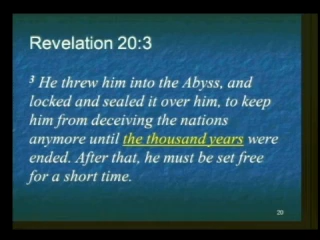 Revelation 20:3
3 He threw him into the Abyss, and
locked and sealed it over him, to keep
him from deceiving the nations
anymore until the thousand years were
ended. After that, he must be set free
for a short time.
20